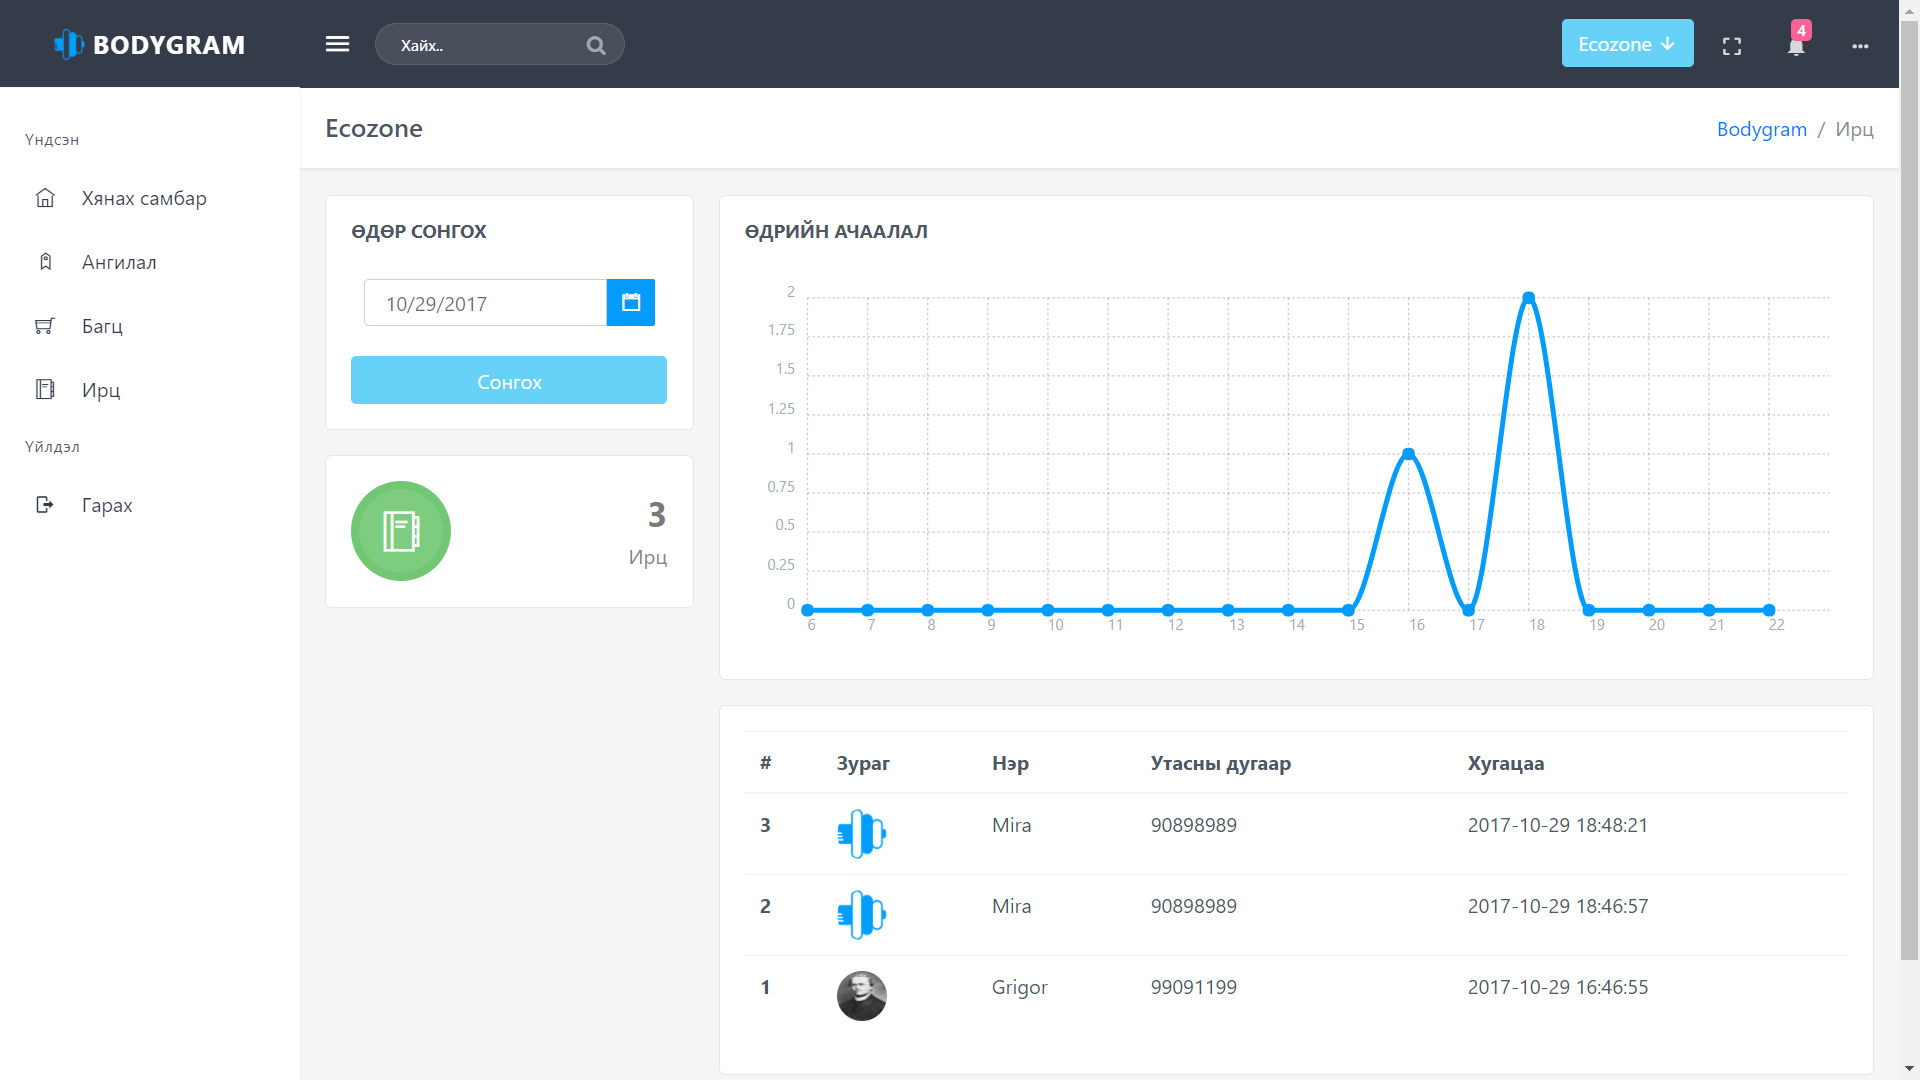 BODYGRAM
Хайх..
Ecozone
4
Үндсэн
Хянах самбар
Ангилал
Багц
Ирц
Үйлдэл
Гарах
Ecozone
Bodygram / Ирц
ӨДӨР СОНГОХ
10/29/2017
Сонгох
3
Ирц
ӨДРИЙН АЧААЛАЛ
2
1.75
1.5
1.25
1
0.75
0.5
0.25
0
6 7 8 9 10 11 12 13 14 15 16 17 18 19 20 21 22
# Зураг Нэр Утасны дугаар Хугацаа
3 Mira 90898989 2017-10-29 18:48:21
2 Mira 90898989 2017-10-29 18:46:57
1 Grigor 99091199 2017-10-29 16:46:55